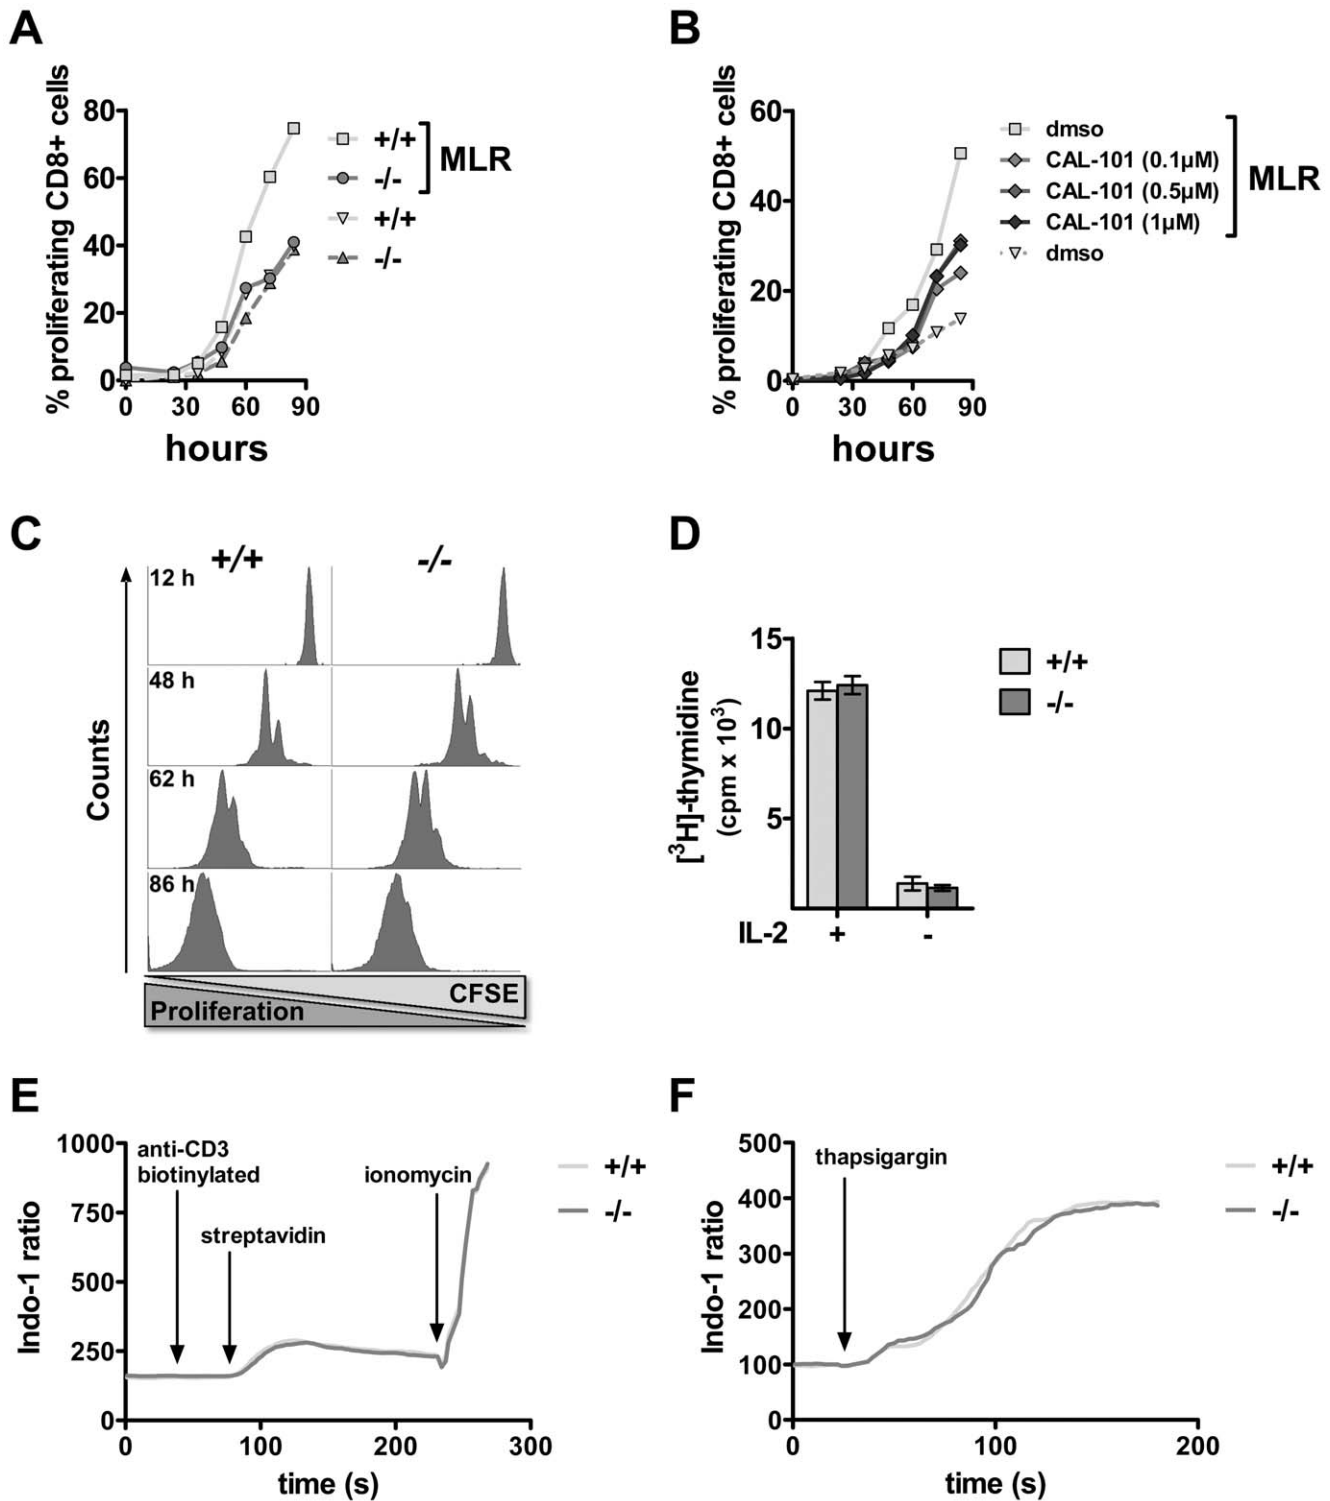 A
% proliferating CD8+ cells
80
60
40
20
0
0 30 60 90
hours
+/+
-/-
MLR
+/+
-/-
B
% proliferating CD8+ cells
60
40
20
0
0 30 60 90
hours
dmso
CAL-101 (0.1µM)
CAL-101 (0.5µM)
CAL-101 (1µM)
MLR
dmso
C
+/+ -/-
Counts
12 h
48 h
62 h
86 h
CFSE
Proliferation
D
[³H]-thymidine
(cpm x 10³)
15
10
5
IL-2 + -
+/+
-/-
E
Indo-1 ratio
1000
750
500
250
0
0 100 200 300
time (s)
anti-CD3
biotinylated
streptavidin
ionomycin
+/+
-/-
F
Indo-1 ratio
500
400
300
200
100
0
0 100 200
time (s)
thapsigargin
+/+
-/-